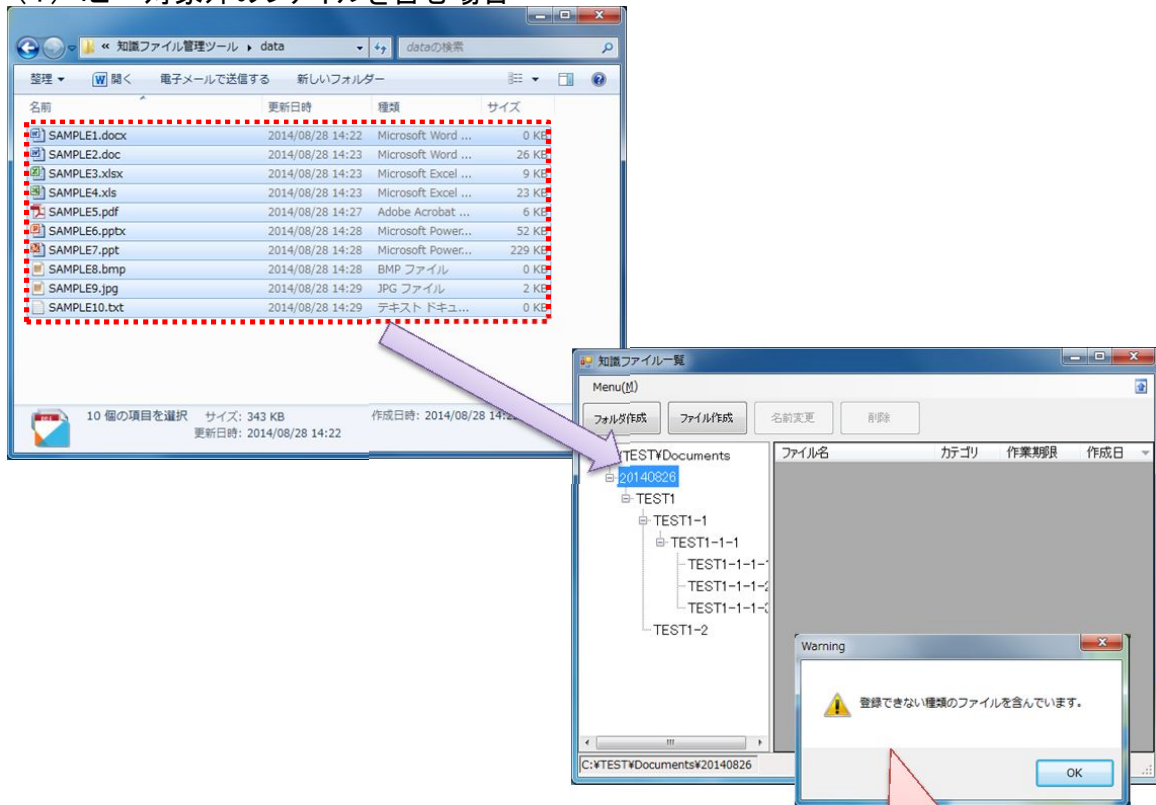 « 知識ファイル管理ツール ▸ data
dataの検索
整理 ▾ 開く 電子メールで送信する 新しいフォルダー
名前 更新日時 種類 サイズ
SAMPLE1.docx 2014/08/28 14:22 Microsoft Word ... 0 KB
SAMPLE2.doc 2014/08/28 14:23 Microsoft Word ... 26 KB
SAMPLE3.xlsx 2014/08/28 14:23 Microsoft Excel ... 9 KB
SAMPLE4.xls 2014/08/28 14:23 Microsoft Excel ... 23 KB
SAMPLE5.pdf 2014/08/28 14:27 Adobe Acrobat ... 6 KB
SAMPLE6.pptx 2014/08/28 14:28 Microsoft Power... 52 KB
SAMPLE7.ppt 2014/08/28 14:28 Microsoft Power... 229 KB
SAMPLE8.bmp 2014/08/28 14:28 BMP ファイル 0 KB
SAMPLE9.jpg 2014/08/28 14:29 JPG ファイル 2 KB
SAMPLE10.txt 2014/08/28 14:29 テキスト ドキュ... 0 KB
10 個の項目を選択 サイズ: 343 KB 作成日時: 2014/08/28
更新日時: 2014/08/28 14:22
知識ファイル一覧
Menu(M)
フォルダ作成 ファイル作成 名前変更 削除
ファイル名 カテゴリ 作業期限 作成日
TEST¥Documents
20140826
TEST1
TEST1-1
TEST1-1-1
TEST1-1-1-
TEST1-1-1-
TEST1-1-1-
TEST1-2
Warning
登録できない種類のファイルを含んでいます。
OK
C:¥TEST¥Documents¥20140826